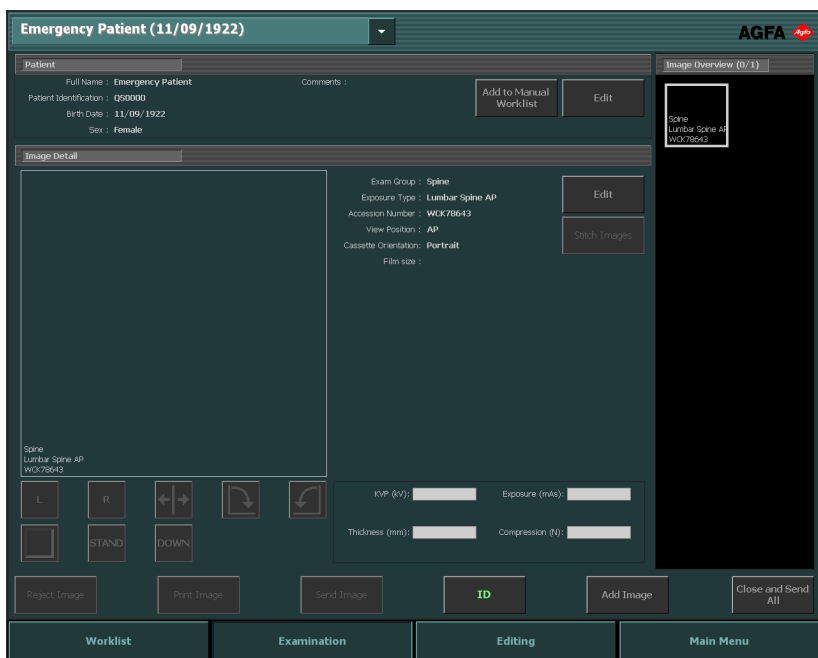 Emergency Patient (11/09/1922)
AGFA
Agfa
Patient
Full Name : Emergency Patient
Comments :
Patient Identification : QS0000
Birth Date : 11/09/1922
Sex : Female
Add to Manual
Worklist
Edit
Image Overview (0/1)
Spine
Lumbar Spine AP
WCK78643
Image Detail
Exam Group : Spine
Exposure Type : Lumbar Spine AP
Accession Number : WCK78643
View Position : AP
Cassette Orientation: Portrait
Film size :
Edit
Stitch Images
Spine
Lumbar Spine AP
WCK78643
L
R
STAND
DOWN
KVP (kV):
Exposure (mAs):
Thickness (mm):
Compression (N):
Reject Image
Print Image
Send Image
ID
Add Image
Close and Send
All
Worklist
Examination
Editing
Main Menu